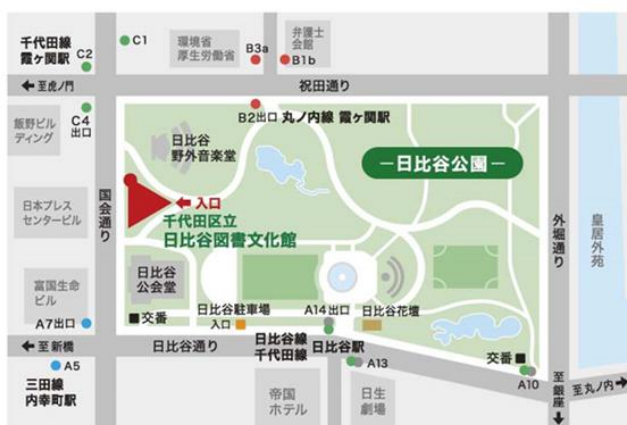 千代田線
霞ヶ関駅
C2
C1
環境省
厚生労働省
B3a
弁護士
会館
B1b
←至虎ノ門
祝田通り
飯野ビル
ディング
C4
出口
B2出口 丸ノ内線 霞ヶ関駅
日比谷
野外音楽堂
−日比谷公園−
日本プレス
センタービル
国会通り
←入口
千代田区立
日比谷図書文化館
外堀通り
皇居外苑
富国生命
ビル
日比谷
公会堂
A7出口
■交番
日比谷駐車場
入口
A14出口
日比谷花壇
←至新橋
日比谷通り
日比谷線
千代田線
日比谷駅
A13
交番■
A10
A5
三田線
内幸町駅
帝国
ホテル
日生
劇場
至銀座↓
至丸ノ内→